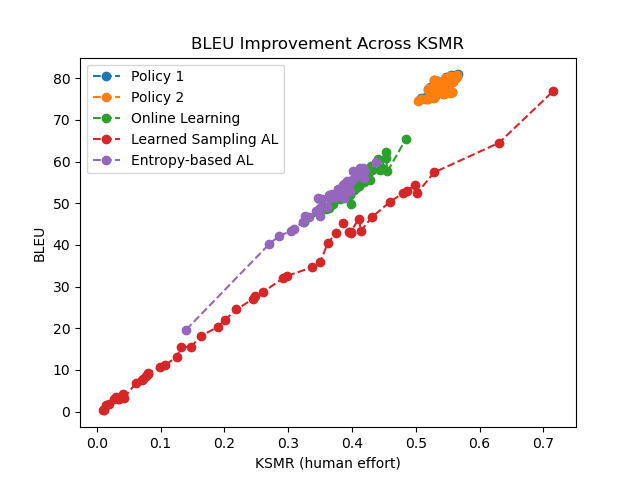 BLEU Improvement Across KSMR
Policy 1
Policy 2
Online Learning
Learned Sampling AL
Entropy-based AL
BLEU
80
70
60
50
40
30
20
10
0
0.0 0.1 0.2 0.3 0.4 0.5 0.6 0.7
KSMR (human effort)